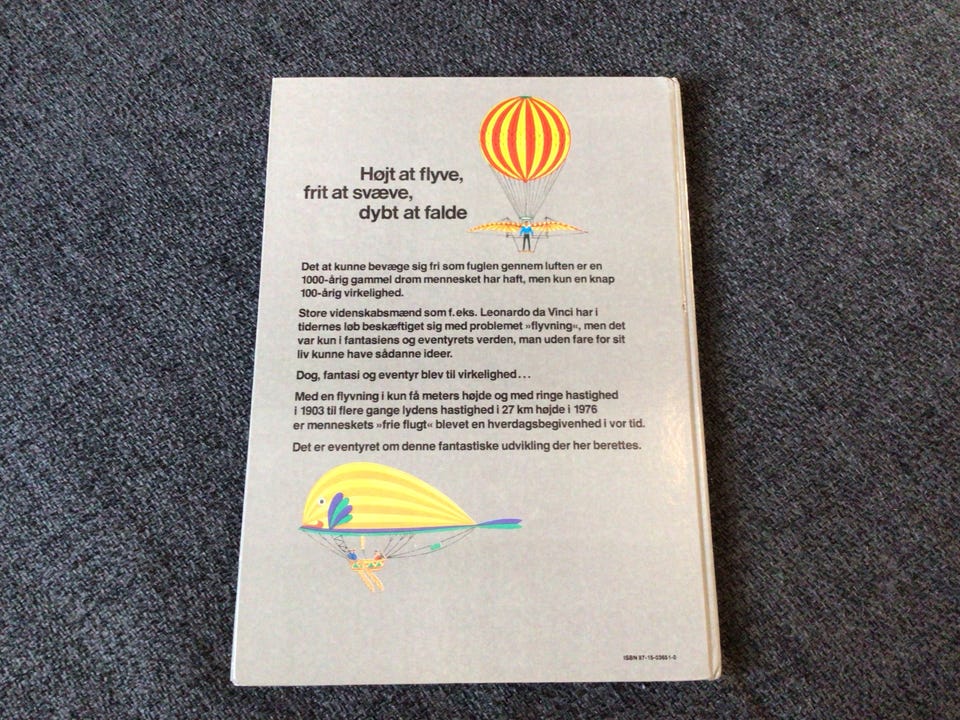 Højt at flyve,
frit at svæve,
dybt at falde
Det at kunne bevæge sig fri som fuglen gennem luften er en
1000-årig gammel drøm mennesket har haft, men kun en knap
100-årig virkelighed.
Store videnskabsmænd som f.eks. Leonardo da Vinci har i
tidernes løb beskæftiget sig med problemet »flyvning«, men det
var kun i fantasiens og eventyrets verden, man uden fare for sit
liv kunne have sådanne ideer.
Dog, fantasi og eventyr blev til virkelighed...
Med en flyvning i kun få meters højde og med ringe hastighed
i 1903 til flere gange lydens hastighed i 27 km højde i 1976
er menneskets »frie flugt« blevet en hverdagsbegivenhed i vor tid.
Det er eventyret om denne fantastiske udvikling der her berettes.
ISBN 87-15-03651-0